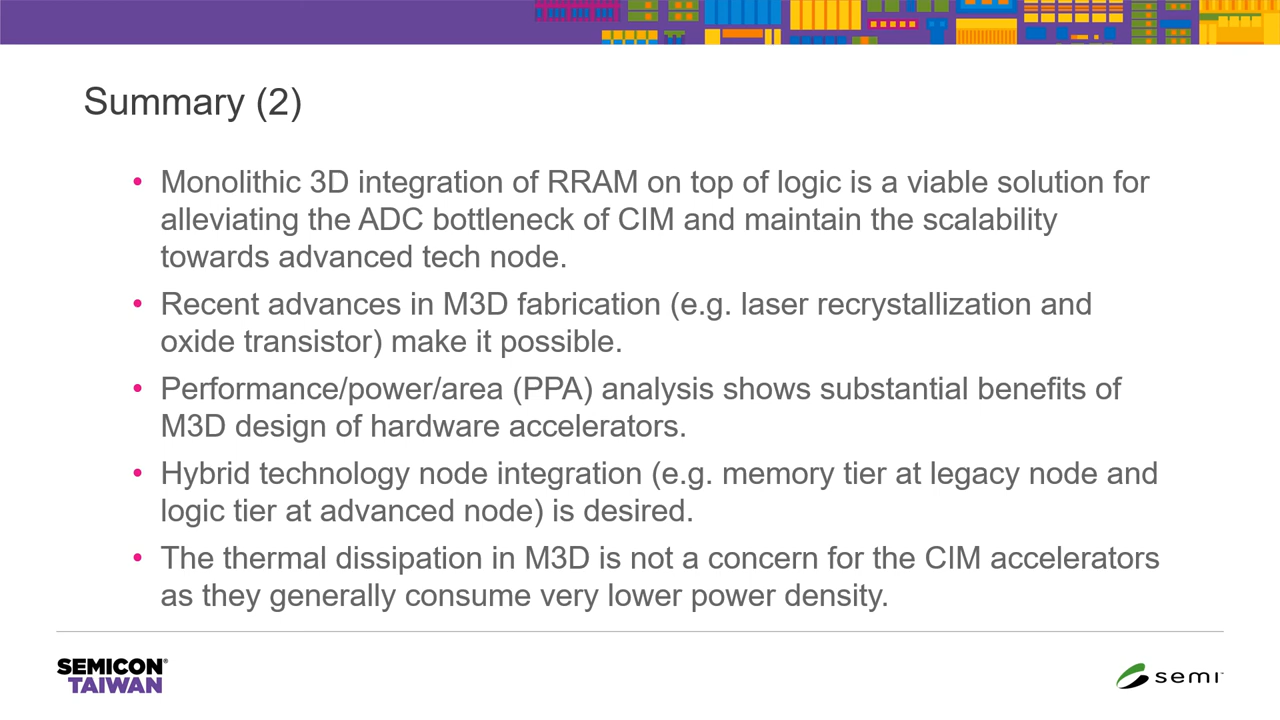 Summary (2)
• Monolithic 3D integration of RRAM on top of logic is a viable solution for
alleviating the ADC bottleneck of CIM and maintain the scalability
towards advanced tech node.
• Recent advances in M3D fabrication (e.g. laser recrystallization and
oxide transistor) make it possible.
• Performance/power/area (PPA) analysis shows substantial benefits of
M3D design of hardware accelerators.
• Hybrid technology node integration (e.g. memory tier at legacy node and
logic tier at advanced node) is desired.
• The thermal dissipation in M3D is not a concern for the CIM accelerators
as they generally consume very lower power density.
SEMICON®
TAIWAN
semi™